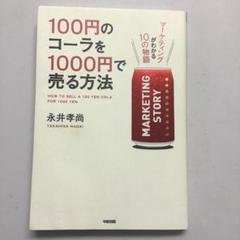 100円の
コーラを
1000円で
売る方法
HOW TO SELL A 100 YEN COLA
FOR 1000 YEN
永井孝尚
TAKAHISA NAGAI
マーケティング
がわかる
10の物語
MARKETING
STORY
中経出版